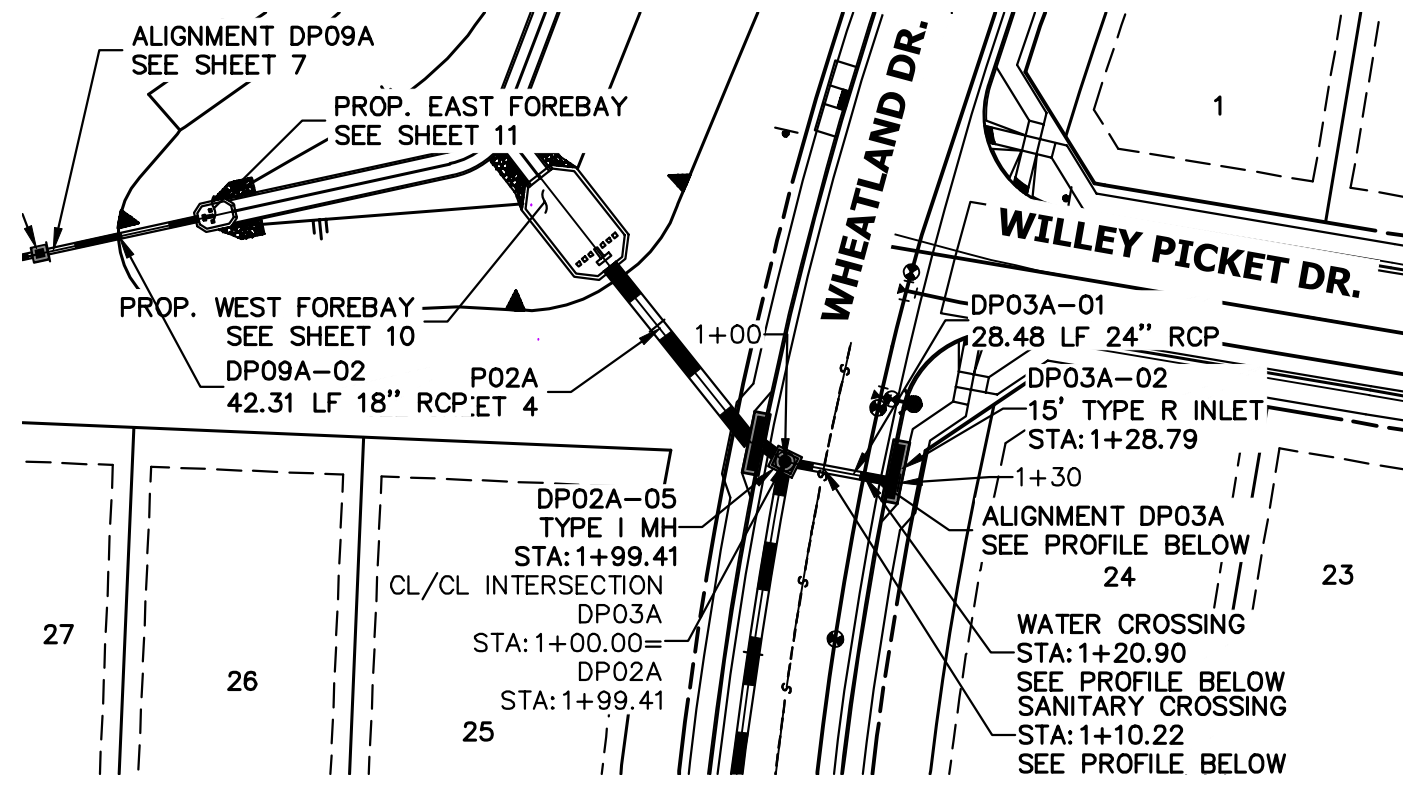 ALIGNMENT DP09A
SEE SHEET 7
PROP. EAST FOREBAY
SEE SHEET 11
1
WHEATLAND DR.
WILLEY PICKET DR.
PROP. WEST FOREBAY
SEE SHEET 10
DP09A-02
42.31 LF 18" RCP
P02A
ET 4
1+00
DP03A-01
28.48 LF 24" RCP
DP03A-02
15' TYPE R INLET
STA:1+28.79
1+30
ALIGNMENT DP03A
SEE PROFILE BELOW
DP02A-05
TYPE I MH
STA:1+99.41
CL/CL INTERSECTION
DP03A
STA:1+00.00=
DP02A
STA:1+99.41
S
S
S
S
24
23
27
26
25
WATER CROSSING
STA:1+20.90
SEE PROFILE BELOW
SANITARY CROSSING
STA:1+10.22
SEE PROFILE BELOW